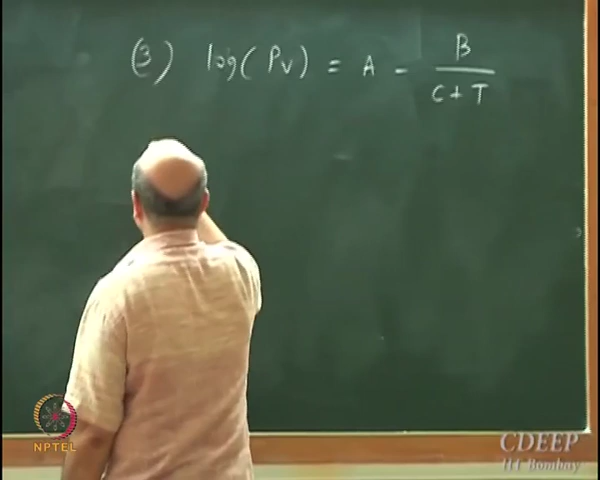 (3) log(Pv) = A - B / (C + T)
NPTEL
CDEEP
IIT Bombay